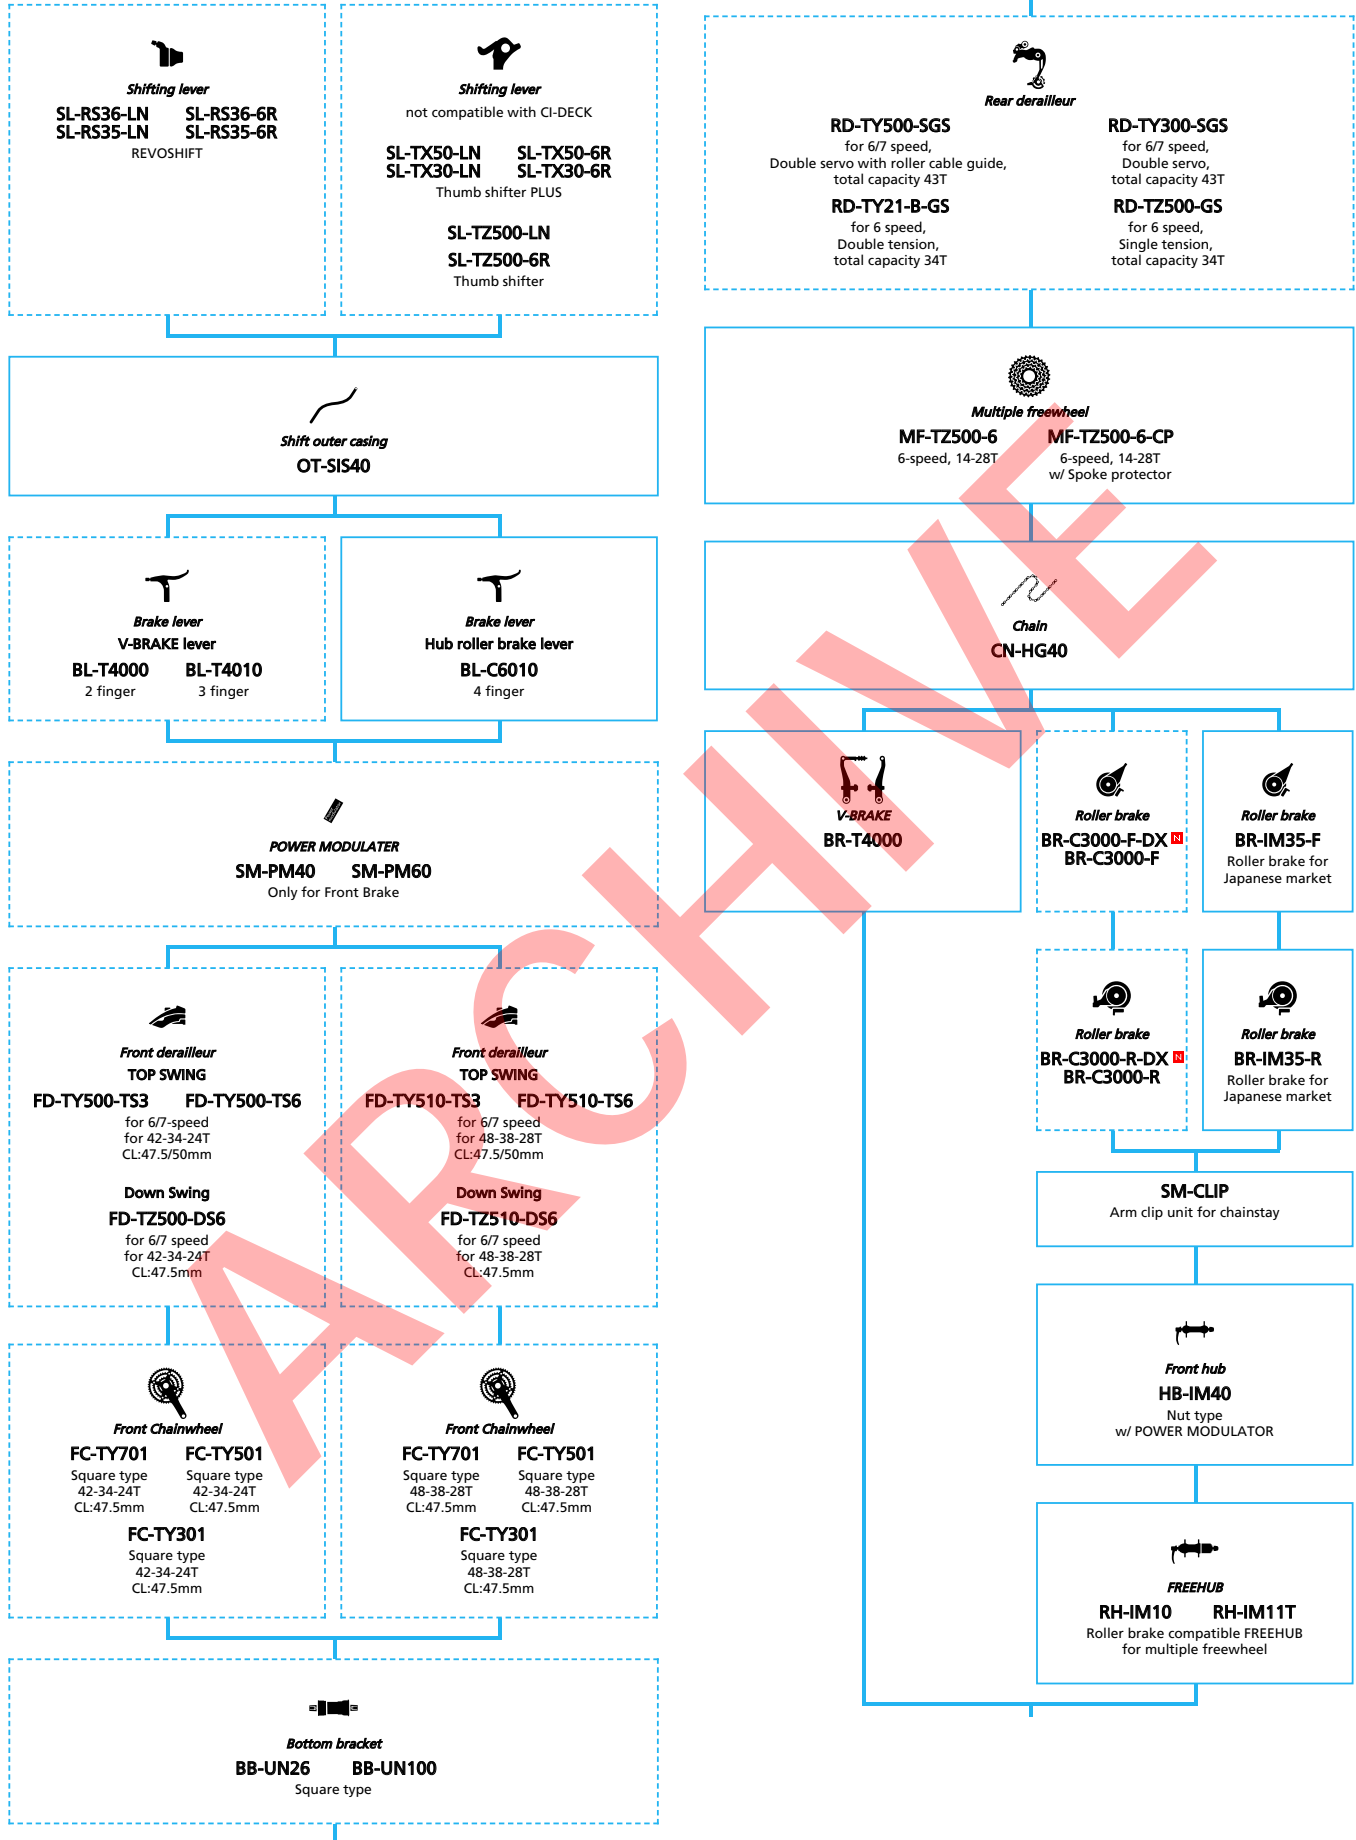 Shifting lever
SL-RS36-LN SL-RS36-6R
SL-RS35-LN SL-RS35-6R
REVOSHIFT
Shifting lever
not compatible with CI-DECK
SL-TX50-LN SL-TX50-6R
SL-TX30-LN SL-TX30-6R
Thumb shifter PLUS
SL-TZ500-LN
SL-TZ500-6R
Thumb shifter
Shift outer casing
OT-SIS40
Brake lever
V-BRAKE lever
BL-T4000 BL-T4010
2 finger 3 finger
Brake lever
Hub roller brake lever
BL-C6010
4 finger
POWER MODULATER
SM-PM40 SM-PM60
Only for Front Brake
Front derailleur
TOP SWING
FD-TY500-TS3 FD-TY500-TS6
for 6/7-speed
for 42-34-24T
CL:47.5/50mm
Down Swing
FD-TZ500-DS6
for 6/7 speed
for 42-34-24T
CL:47.5mm
Front derailleur
TOP SWING
FD-TY510-TS3 FD-TY510-TS6
for 6/7 speed
for 48-38-28T
CL:47.5/50mm
Down Swing
FD-TZ510-DS6
for 6/7 speed
for 48-38-28T
CL:47.5mm
Front Chainwheel
FC-TY701 FC-TY501
Square type Square type
42-34-24T 42-34-24T
CL:47.5mm CL:47.5mm
FC-TY301
Square type
42-34-24T
CL:47.5mm
Front Chainwheel
FC-TY701 FC-TY501
Square type Square type
48-38-28T 48-38-28T
CL:47.5mm CL:47.5mm
FC-TY301
Square type
48-38-28T
CL:47.5mm
Bottom bracket
BB-UN26 BB-UN100
Square type
Rear derailleur
RD-TY500-SGS RD-TY300-SGS
for 6/7 speed, for 6/7 speed,
Double servo with roller cable guide, Double servo,
total capacity 43T total capacity 43T
RD-TY21-B-GS RD-TZ500-GS
for 6 speed, for 6 speed,
Double tension, Single tension,
total capacity 34T total capacity 34T
Multiple freewheel
MF-TZ500-6 MF-TZ500-6-CP
6-speed, 14-28T 6-speed, 14-28T
w/ Spoke protector
Chain
CN-HG40
V-BRAKE
BR-T4000
Roller brake
BR-C3000-F-DX N
BR-C3000-F
Roller brake
BR-IM35-F
Roller brake for
Japanese market
Roller brake
BR-C3000-R-DX N
BR-C3000-R
Roller brake
BR-IM35-R
Roller brake for
Japanese market
SM-CLIP
Arm clip unit for chainstay
Front hub
HB-IM40
Nut type
w/ POWER MODULATOR
FREEHUB
RH-IM10 RH-IM11T
Roller brake compatible FREEHUB
for multiple freewheel
ARCHIVE